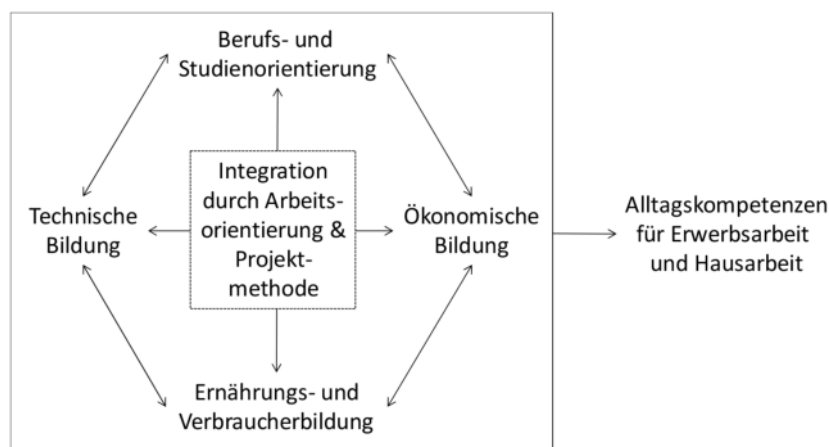 Berufs- und
Studienorientierung
Integration
durch Arbeits-
orientierung &
Projekt-
methode
Technische
Bildung
Ökonomische
Bildung
Alltagskompetenzen
für Erwerbsarbeit
und Hausarbeit
Ernährungs- und
Verbraucherbildung